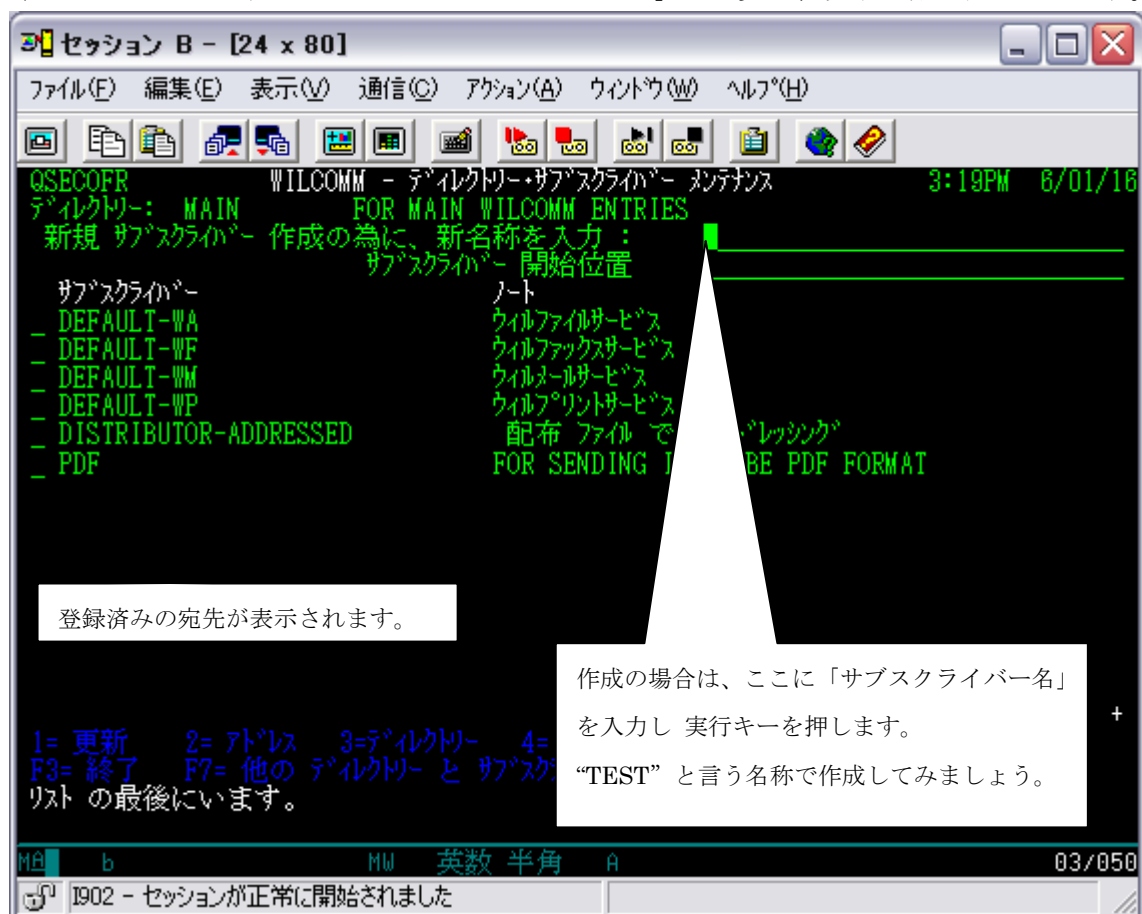 セッション B - [24 x 80]
ファイル(F) 編集(E) 表示(V) 通信(C) アクション(A) ウィンドウ(W) ヘルプ(H)
QSECOFR WILCOMM - ディレクトリー・サブスクライバー メンテナンス 3:19PM 6/01/16
ディレクトリー: MAIN FOR MAIN WILCOMM ENTRIES
新規 サブスクライバー 作成の為に、新名称を入力 :
サブスクライバー 開始位置
サブスクライバー ノート
_ DEFAULT-WA ウィルファイルサービス
_ DEFAULT-WF ウィルファックスサービス
_ DEFAULT-WM ウィルメールサービス
_ DEFAULT-WP ウィルプリントサービス
_ DISTRIBUTOR-ADDRESSED 配布 ファイル で ドレッシング
_ PDF FOR SENDING BE PDF FORMAT
登録済みの宛先が表示されます。
作成の場合は、ここに「サブスクライバー名」
を入力し 実行キーを押します。
“TEST”と言う名称で作成してみましょう。
+
1= 更新 2= アドレス 3=ディレクトリー 4=
F3= 終了 F7= 他の ディレクトリー と
リスト の最後にいます。
MA b MW 英数 半角 A 03/050
I902 - セッションが正常に開始されました